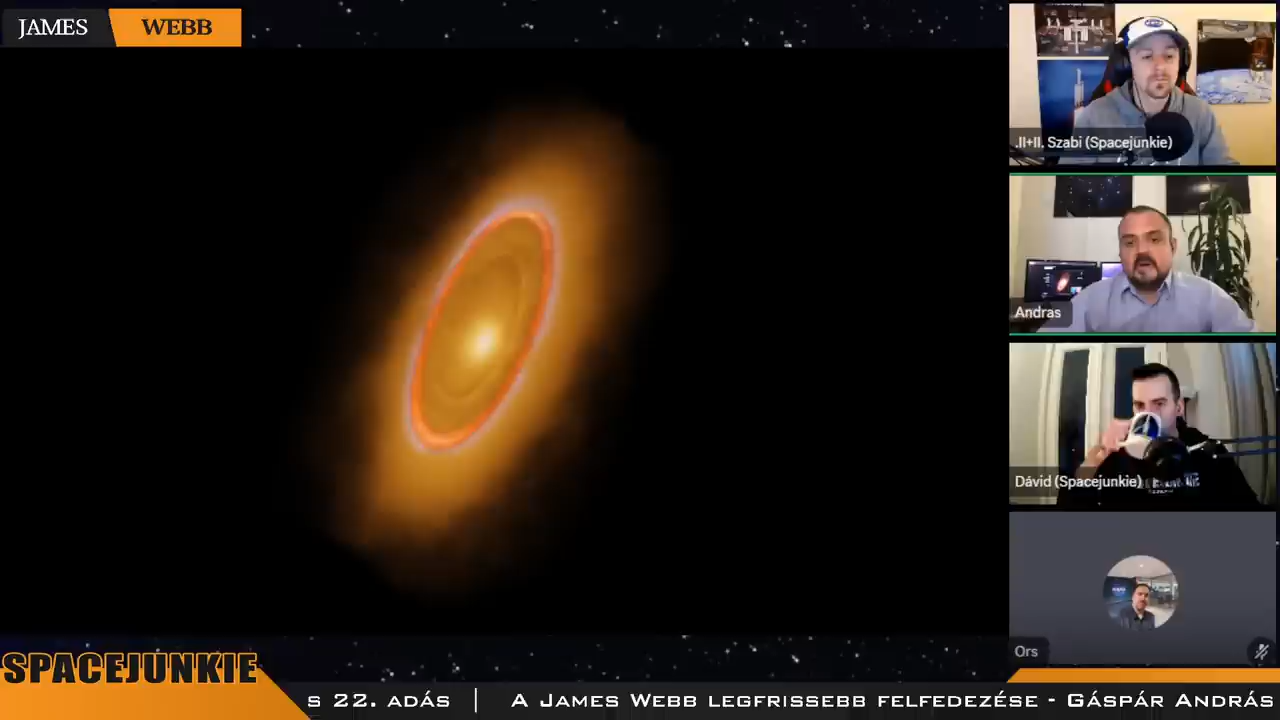 JAMES WEBB
.II+II. Szabi (Spacejunkie)
Andras
Dávid (Spacejunkie)
Ors
SPACEJUNKIE
s 22. adás | A James Webb legfrissebb felfedezése - Gáspár András